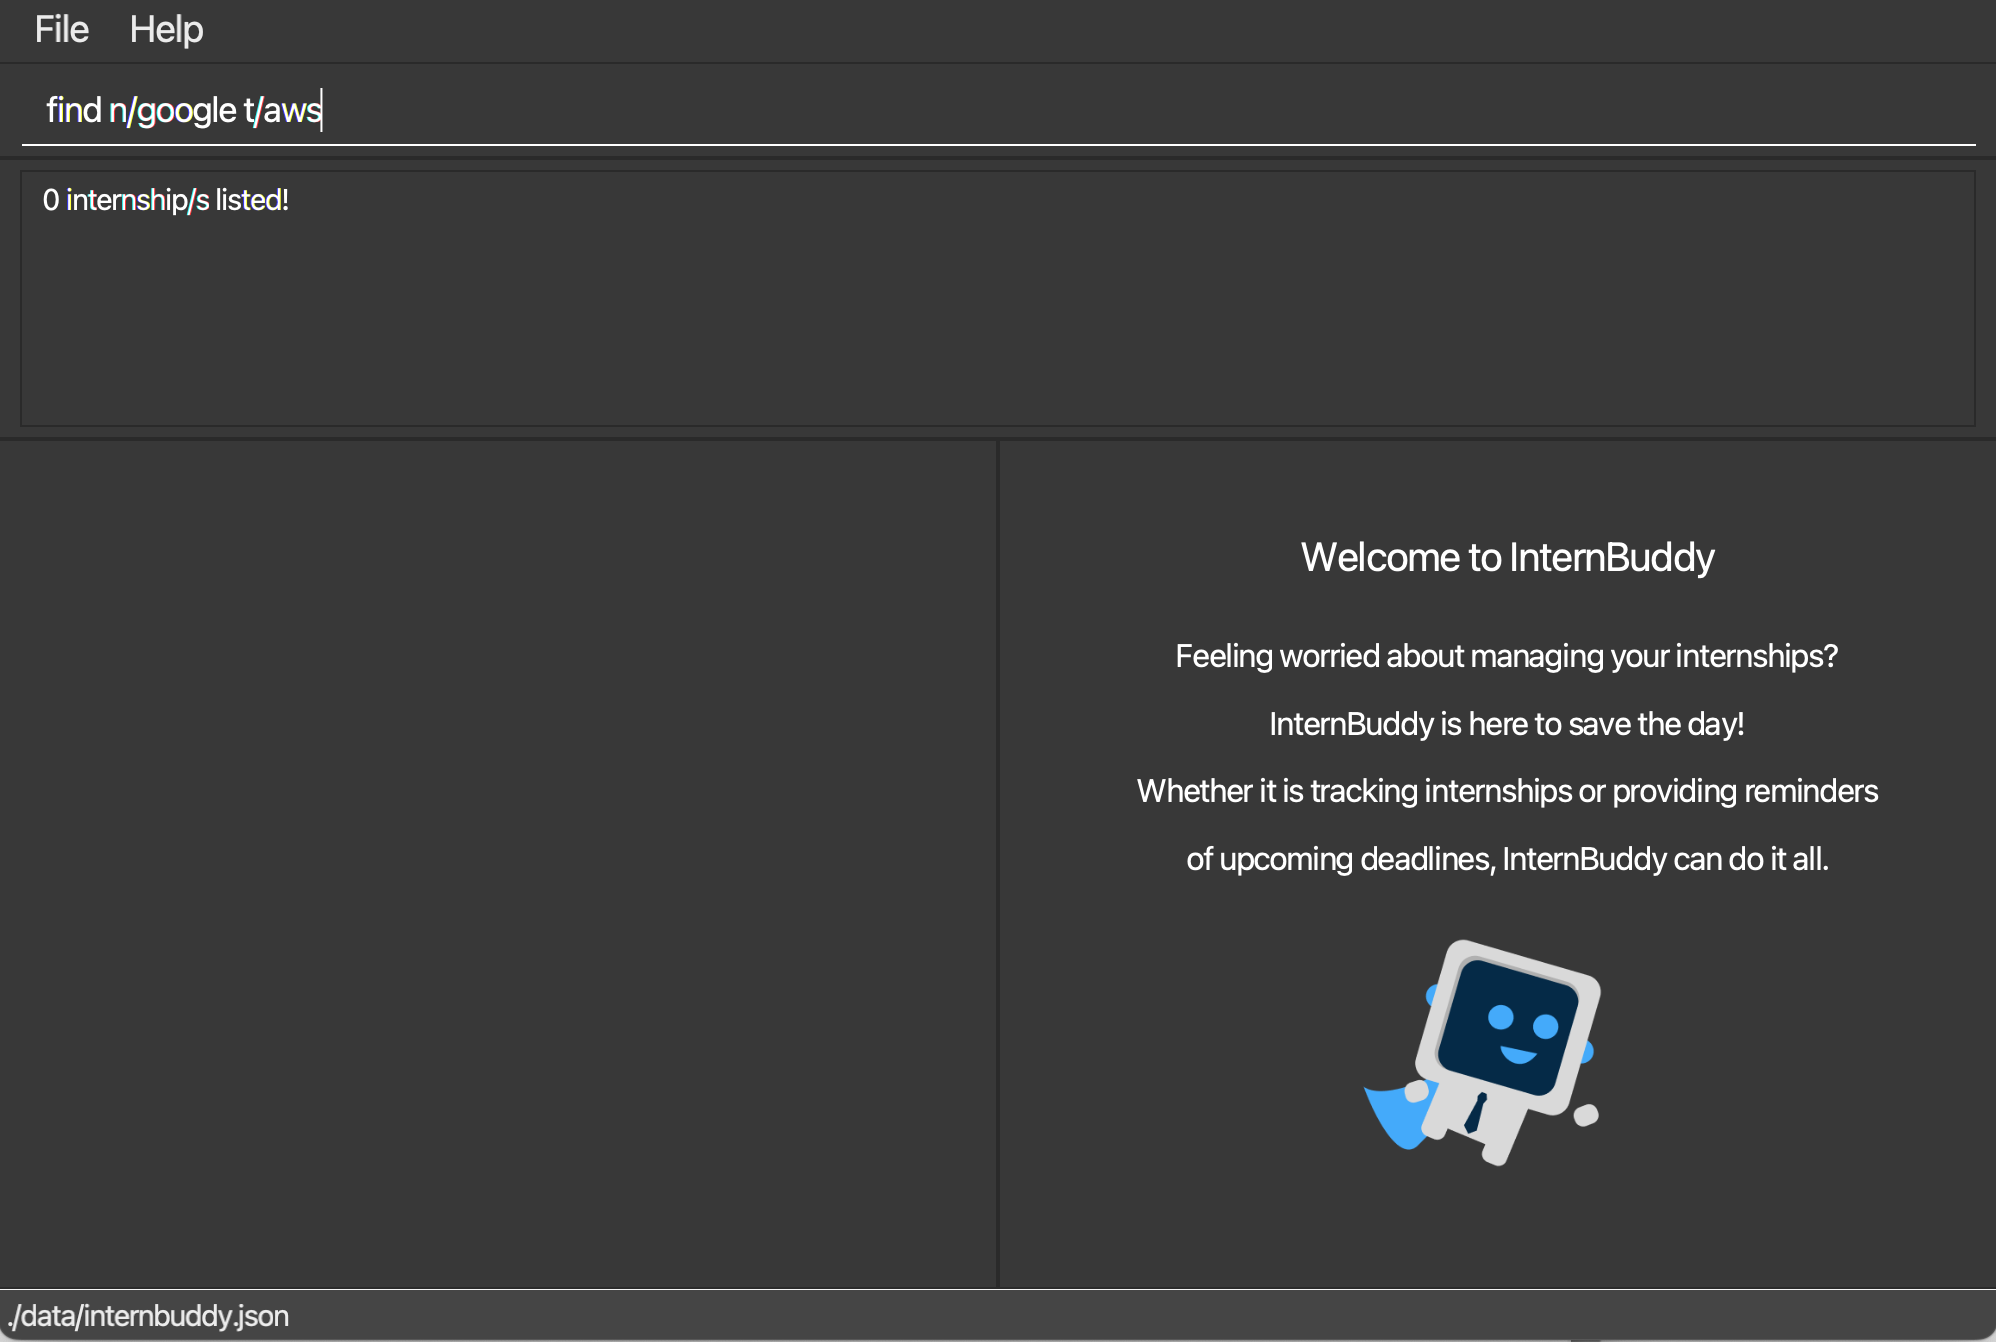 File Help
find n/google t/aws
0 internship/s listed!
Welcome to InternBuddy
Feeling worried about managing your internships?
InternBuddy is here to save the day!
Whether it is tracking internships or providing reminders
of upcoming deadlines, InternBuddy can do it all.
./data/internbuddy.json